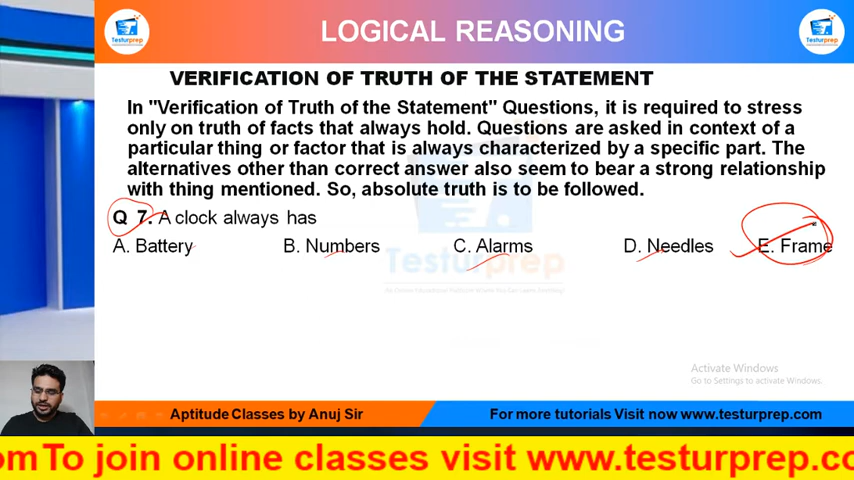 LOGICAL REASONING
Testurprep
Testurprep
VERIFICATION OF TRUTH OF THE STATEMENT
In "Verification of Truth of the Statement" Questions, it is required to stress
only on truth of facts that always hold. Questions are asked in context of a
particular thing or factor that is always characterized by a specific part. The
alternatives other than correct answer also seem to bear a strong relationship
with thing mentioned. So, absolute truth is to be followed.
Q 7. A clock always has
A. Battery B. Numbers C. Alarms D. Needles E. Frame
Testurprep
Activate Windows
Go to Settings to activate Windows.
Aptitude Classes by Anuj Sir For more tutorials Visit now www.testurprep.com
om To join online classes visit www.testurprep.co